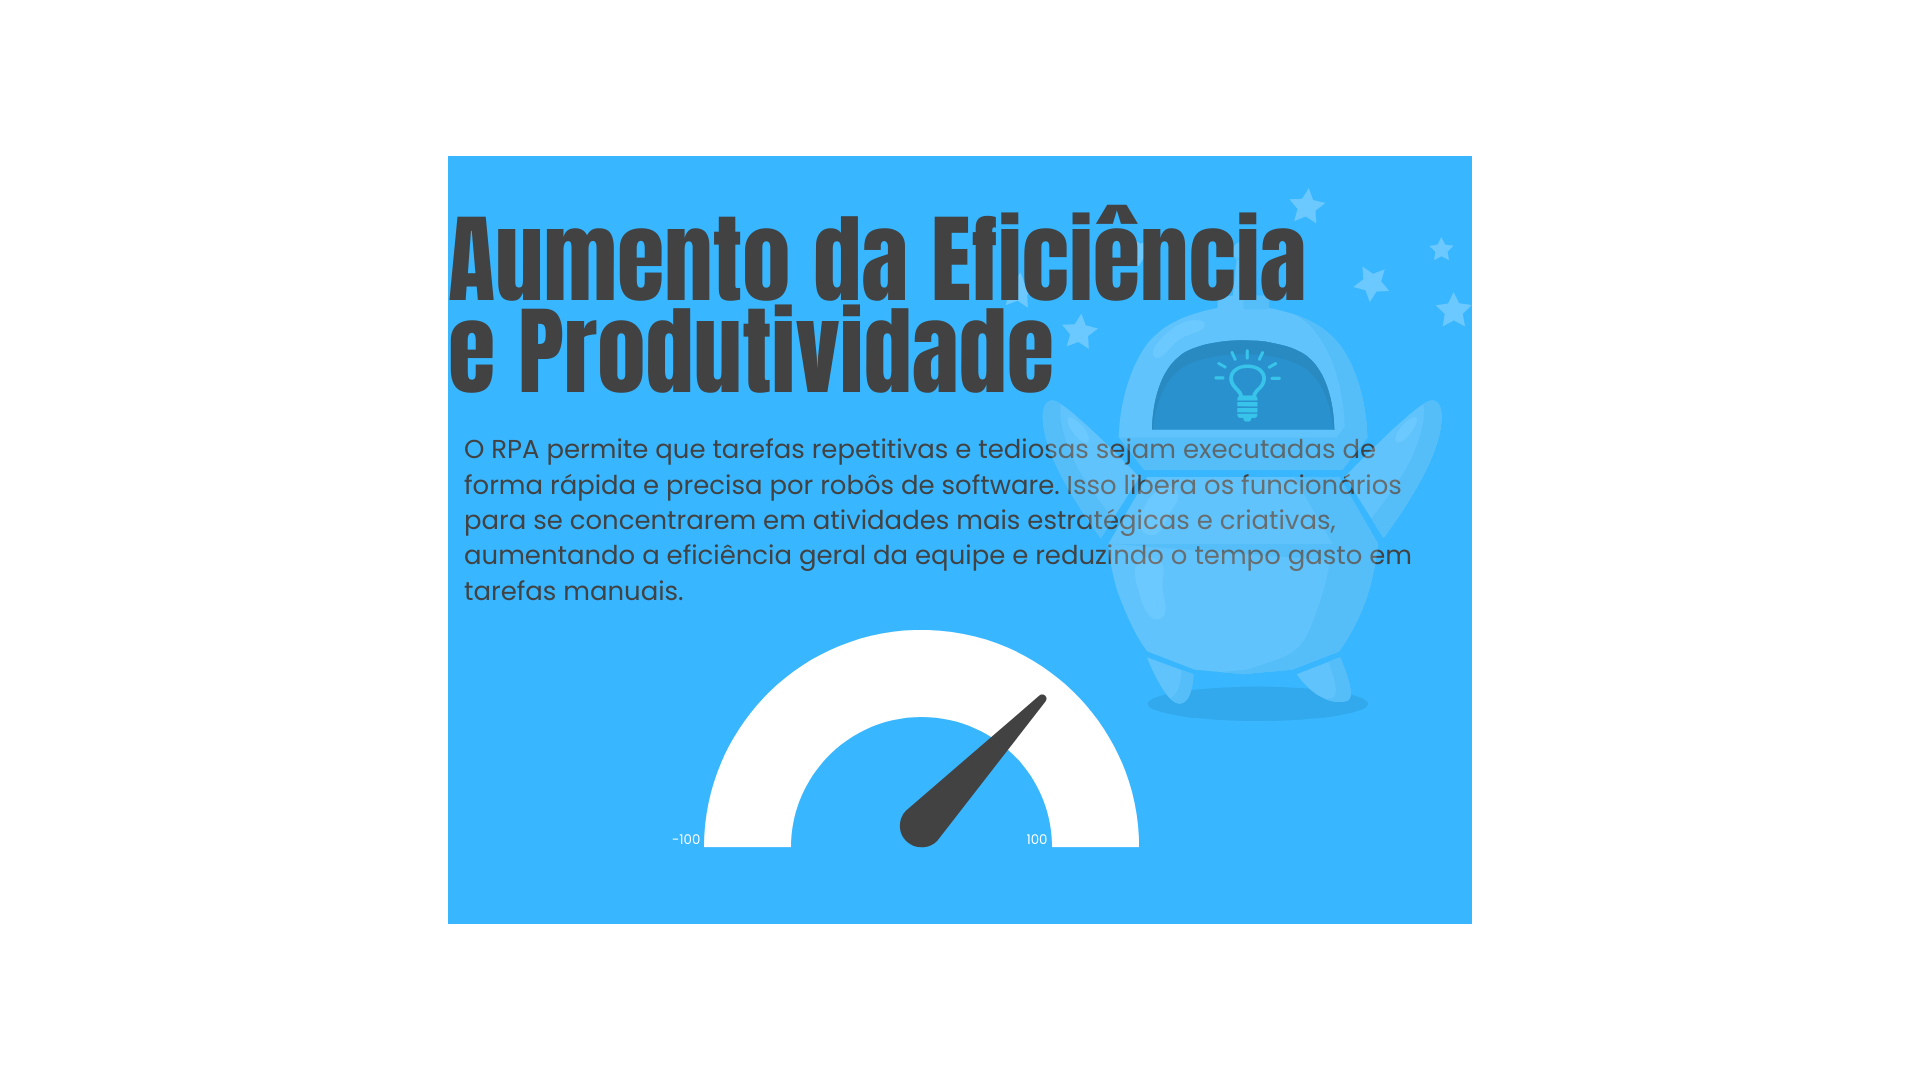 Aumento da Eficiência
e Produtividade
O RPA permite que tarefas repetitivas e tediosas sejam executadas de
forma rápida e precisa por robôs de software. Isso libera os funcionários
para se concentrarem em atividades mais estratégicas e criativas,
aumentando a eficiência geral da equipe e reduzindo o tempo gasto em
tarefas manuais.
-100
100